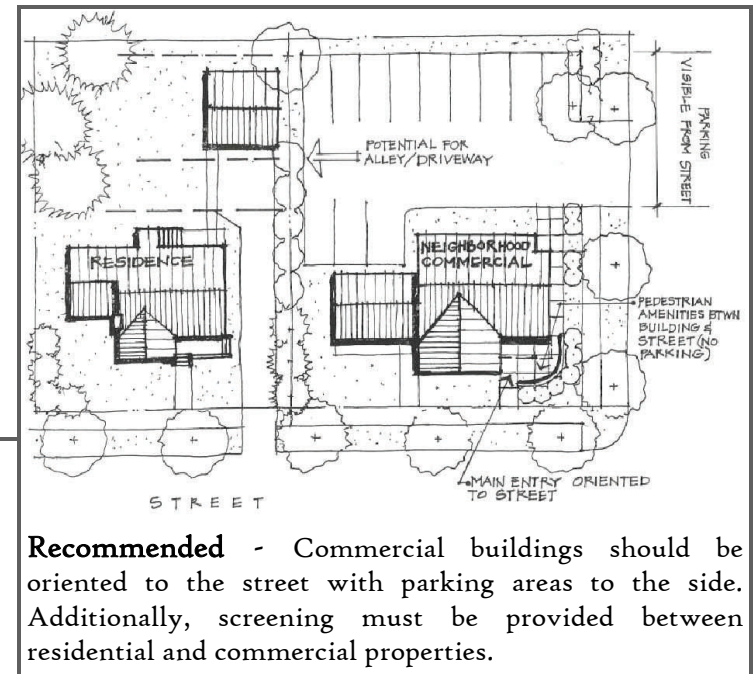 POTENTIAL FOR
ALLEY/DRIVEWAY
PARKING
VISIBLE FROM STREET
RESIDENCE
NEIGHBORHOOD
COMMERCIAL
PEDESTRIAN
AMENITIES BTWN
BUILDING &
STREET (NO
PARKING)
MAIN ENTRY ORIENTED
TO STREET
STREET
Recommended - Commercial buildings should be
oriented to the street with parking areas to the side.
Additionally, screening must be provided between
residential and commercial properties.